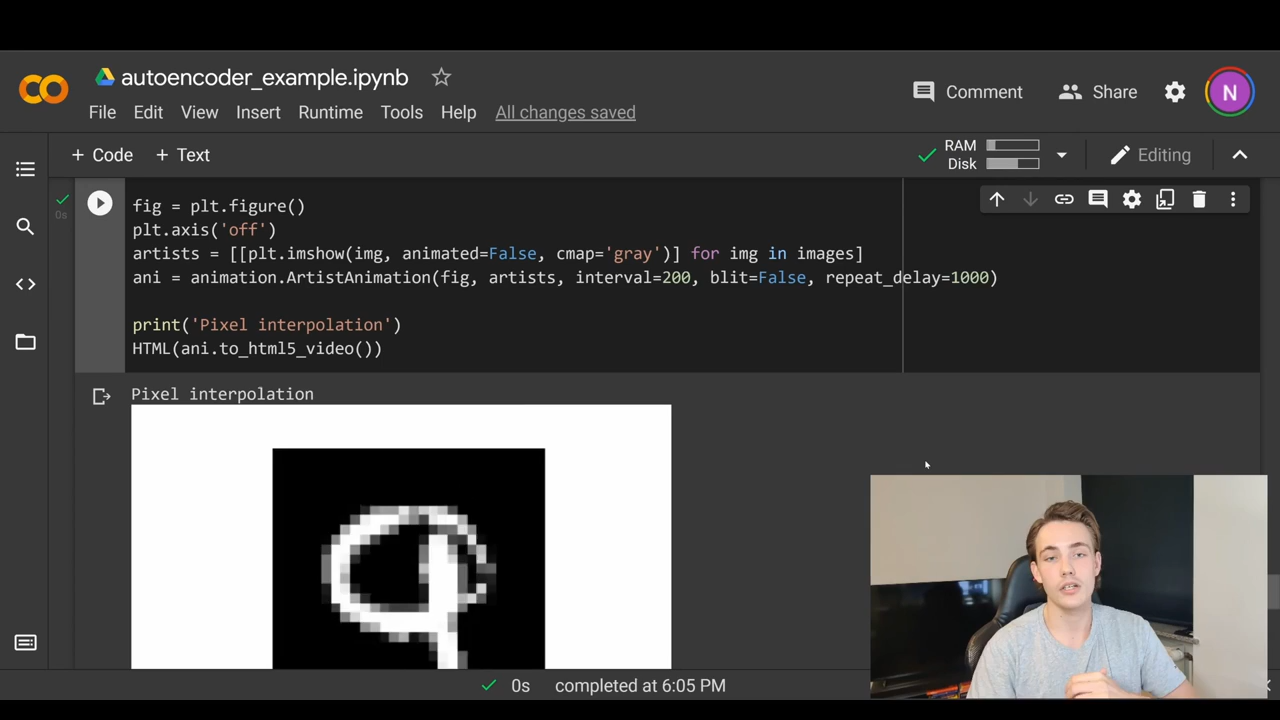 autoencoder_example.ipynb
Comment
Share
N
File Edit View Insert Runtime Tools Help All changes saved
+ Code + Text
RAM
Disk
Editing
0s
fig = plt.figure()
plt.axis('off')
artists = [[plt.imshow(img, animated=False, cmap='gray')] for img in images]
ani = animation.ArtistAnimation(fig, artists, interval=200, blit=False, repeat_delay=1000)
print('Pixel interpolation')
HTML(ani.to_html5_video())
Pixel interpolation
0s completed at 6:05 PM